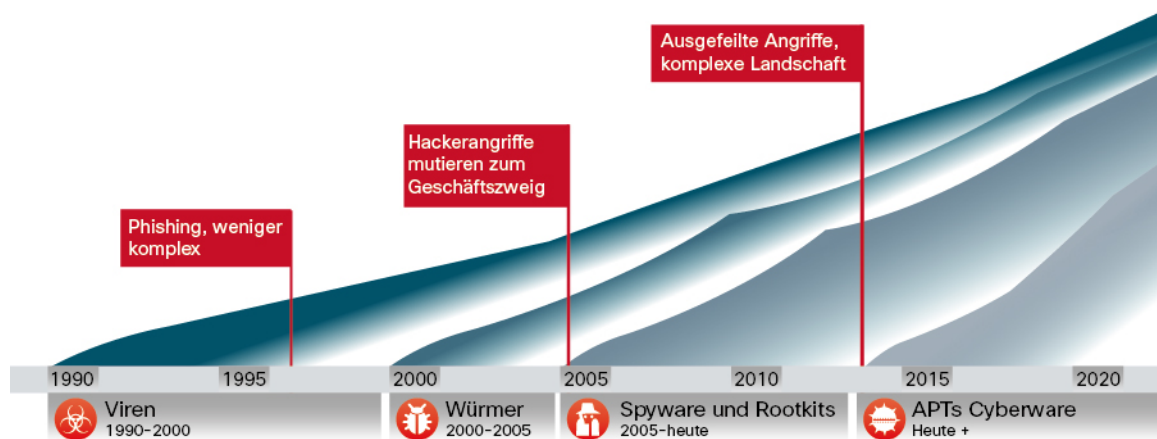 Ausgefeilte Angriffe,
komplexe Landschaft
Hackerangriffe
mutieren zum
Geschäftszweig
Phishing, weniger
komplex
1990
1995
2000
2005
2010
2015
2020
Viren
1990–2000
Würmer
2000–2005
Spyware und Rootkits
2005–heute
APTs Cyberware
Heute +